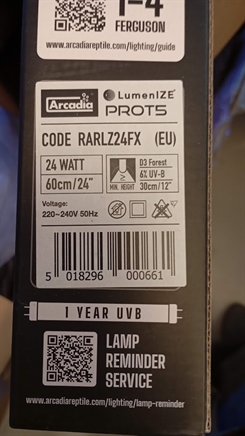 1–4
FERGUSON
www.arcadiareptile.com/lighting/guide
Arcadia
LumenIZE®
PROT5
CODE RARLZ24FX (EU)
24 WATT
60cm/24"
MIN. HEIGHT
D3 Forest
6% UV-B
30cm/12"
Voltage:
220~240V 50Hz
5 018296 000661
1 YEAR UVB
LAMP
REMINDER
SERVICE
www.arcadiareptile.com/lighting/lamp-reminder